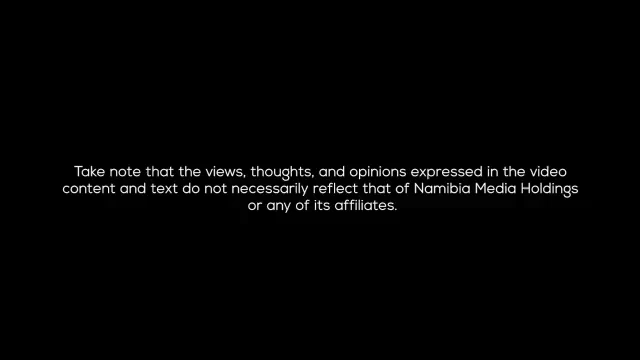 Take note that the views, thoughts, and opinions expressed in the video
content and text do not necessarily reflect that of Namibia Media Holdings
or any of its affiliates.